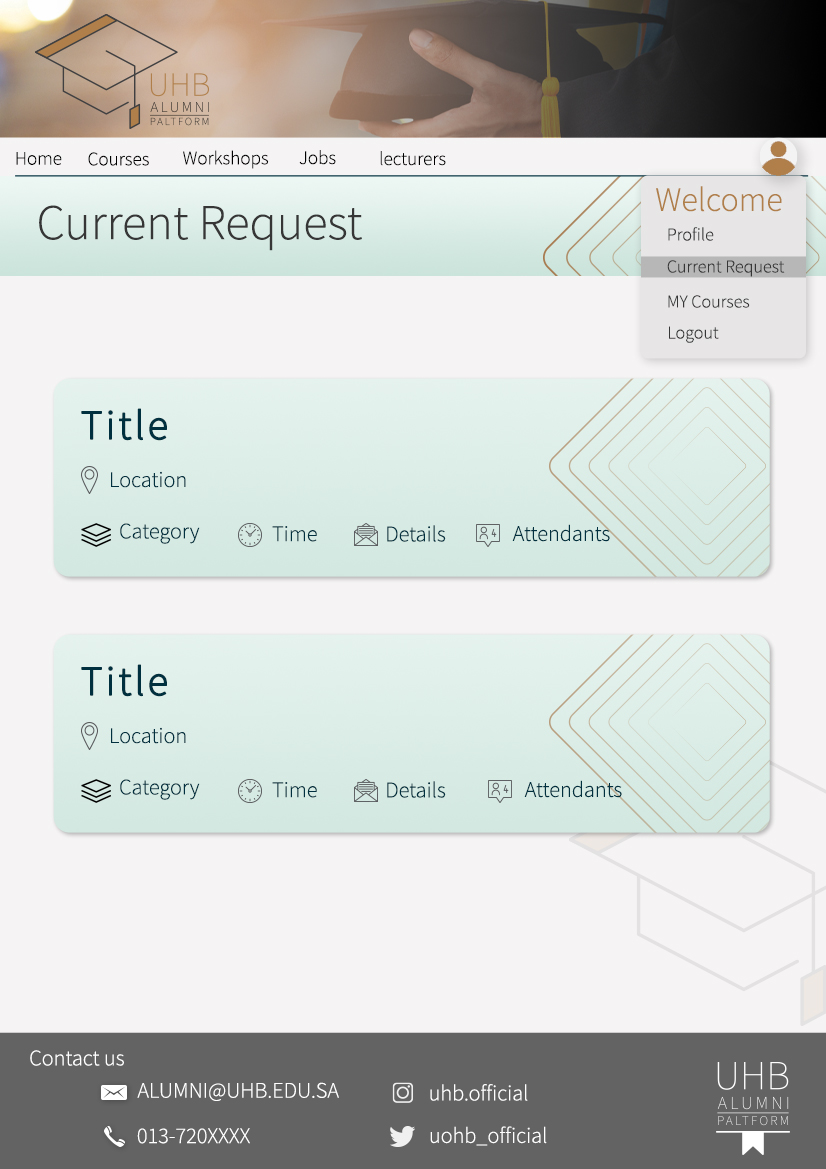 UHB
ALUMNI
PALTFORM
Home Courses Workshops Jobs lecturers
Current Request
Welcome
Profile
Current Request
MY Courses
Logout
Title
Location
Category Time 4 Details Attendants
Title
Location
Category Time Details 4 Attendants
Contact us
ALUMNI@UHB.EDU.SA uhb.official
013-720XXXX uohb_official
UHB
ALUMNI
PALTFORM